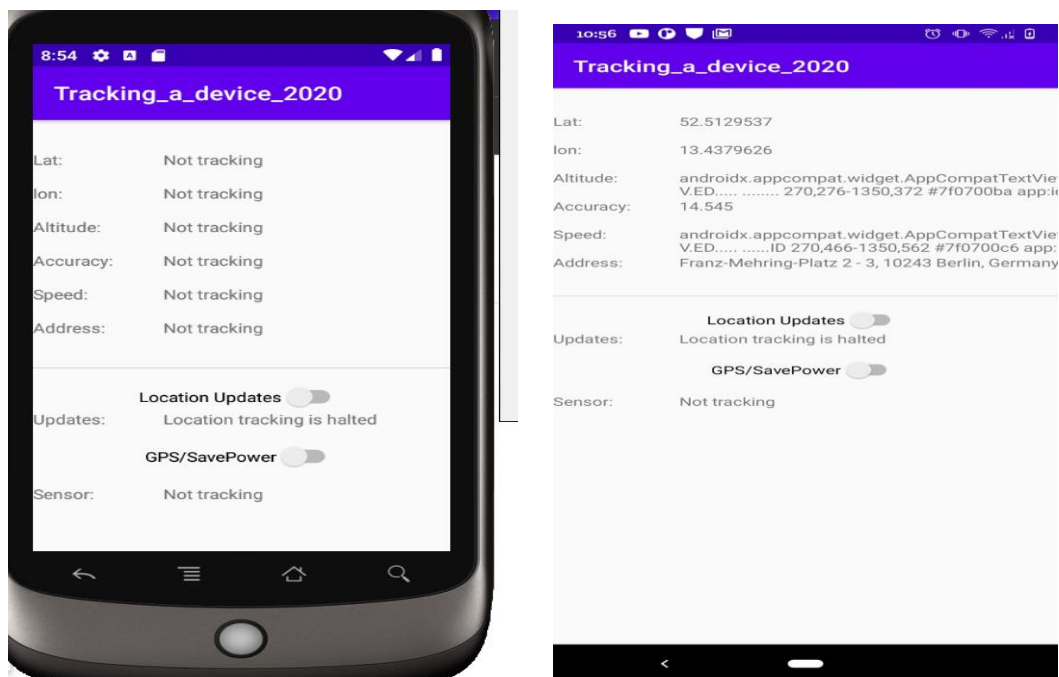 8:54
Tracking_a_device_2020
Lat: Not tracking
lon: Not tracking
Altitude: Not tracking
Accuracy: Not tracking
Speed: Not tracking
Address: Not tracking
Location Updates
Updates: Location tracking is halted
GPS/SavePower
Sensor: Not tracking
10:56
Tracking_a_device_2020
Lat: 52.5129537
lon: 13.4379626
Altitude: androidx.appcompat.widget.AppCompatTextVie
V.ED..... ........ 270,276-1350,372 #7f0700ba app:i
Accuracy: 14.545
Speed: androidx.appcompat.widget.AppCompatTextVie
V.ED..... ......ID 270,466-1350,562 #7f0700c6 app:
Address: Franz-Mehring-Platz 2 - 3, 10243 Berlin, Germany
Location Updates
Updates: Location tracking is halted
GPS/SavePower
Sensor: Not tracking